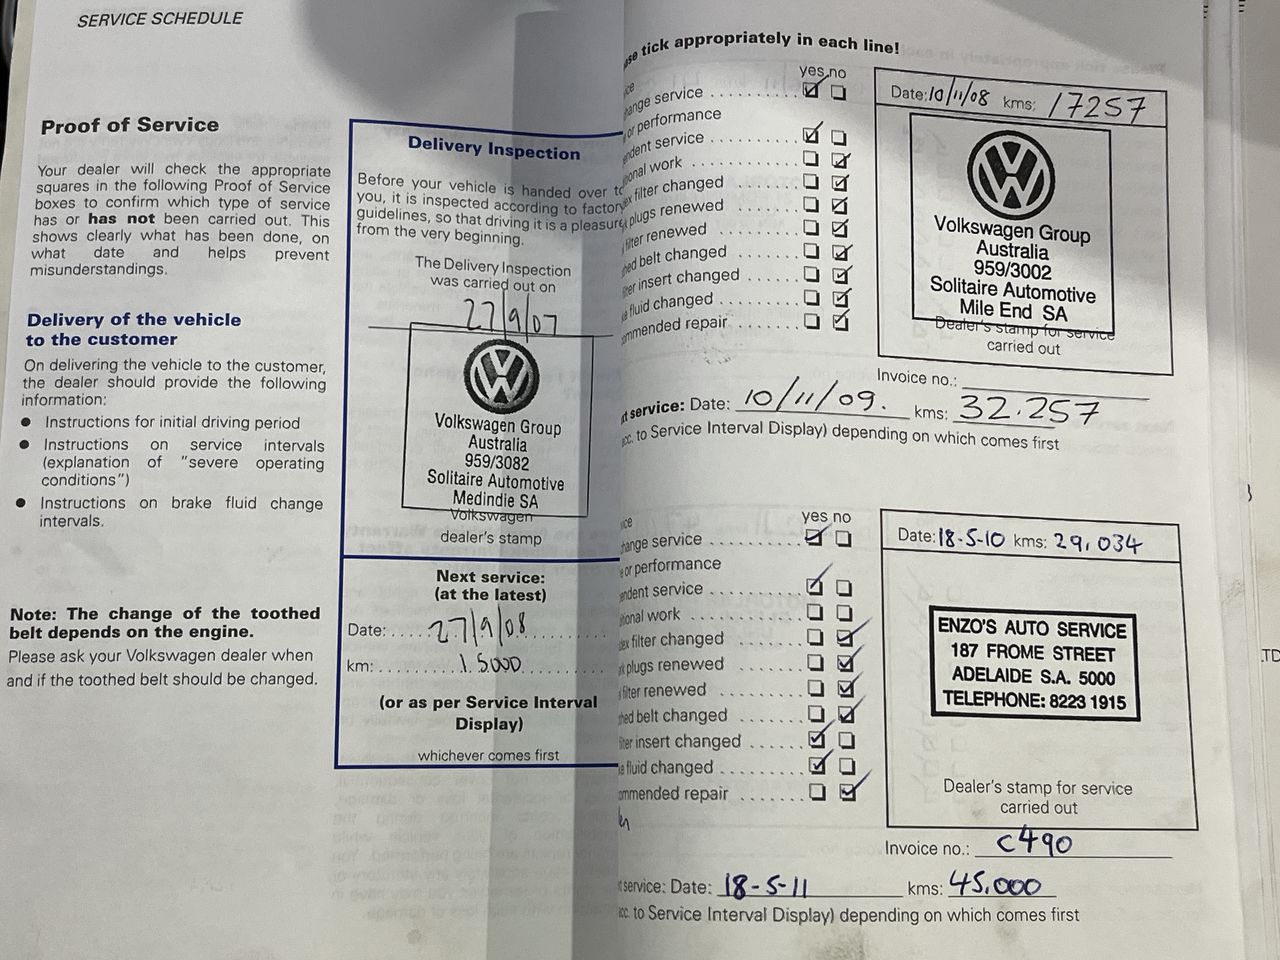 SERVICE SCHEDULE
Proof of Service
Your dealer will check the appropriate
squares in the following Proof of Service
boxes to confirm which type of service
has or has not been carried out. This
shows clearly what has been done, on
what date and helps prevent
misunderstandings.
Delivery of the vehicle
to the customer
On delivering the vehicle to the customer,
the dealer should provide the following
information:
● Instructions for initial driving period
● Instructions on service intervals
(explanation of "severe operating
conditions")
● Instructions on brake fluid change
intervals.
Note: The change of the toothed
belt depends on the engine.
Please ask your Volkswagen dealer when
and if the toothed belt should be changed.
Delivery Inspection
Before your vehicle is handed over to
you, it is inspected according to factory
guidelines, so that driving it is a pleasure
from the very beginning.
The Delivery Inspection
was carried out on
27/9/07
Volkswagen Group
Australia
959/3082
Solitaire Automotive
Medindie SA
Volkswagen
dealer's stamp
Next service:
(at the latest)
Date: 27/9/08
km: 15000
(or as per Service Interval
Display)
whichever comes first
tick appropriately in each line!
yes no
service
or performance
service
work
filter changed
plugs renewed
renewed
belt changed
insert changed
fluid changed
repair
Date: 10/11/08 kms: 17257
Volkswagen Group
Australia
959/3002
Solitaire Automotive
Mile End SA
Dealer's stamp for service
carried out
Invoice no.:
service: Date: 10/11/09. kms: 32.257
to Service Interval Display) depending on which comes first
yes no
service
or performance
service
work
filter changed
plugs renewed
renewed
belt changed
insert changed
fluid changed
repair
Date: 18-5-10 kms: 29,034
ENZO'S AUTO SERVICE
187 FROME STREET
ADELAIDE S.A. 5000
TELEPHONE: 8223 1915
Dealer's stamp for service
carried out
Invoice no.: C490
service: Date: 18-5-11 kms: 45,000
to Service Interval Display) depending on which comes first